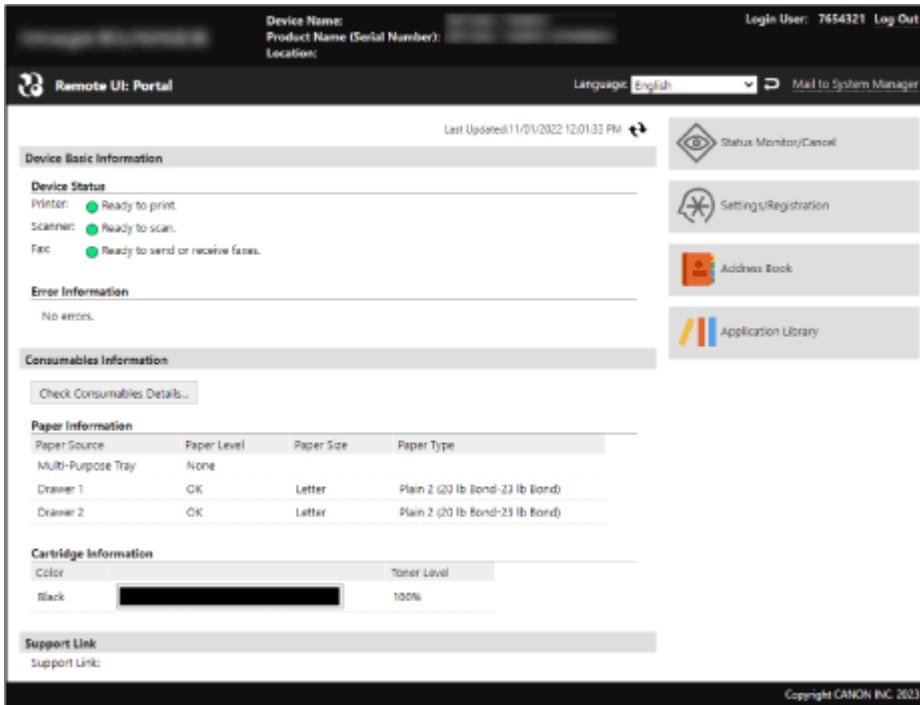 Device Name:
Product Name (Serial Number):
Location:
Login User: 7654321 Log Out
Remote UI: Portal
Language: English
Mail to System Manager
Last Updated:11/01/2022 12:01:33 PM
Device Basic Information
Device Status
Printer: Ready to print.
Scanner: Ready to scan.
Fax: Ready to send or receive faxes.
Error Information
No errors.
Consumables Information
Check Consumables Details...
Paper Information
Paper Source Paper Level Paper Size Paper Type
Multi-Purpose Tray None
Drawer 1 OK Letter Plain 2 (20 lb Bond-23 lb Bond)
Drawer 2 OK Letter Plain 2 (20 lb Bond-23 lb Bond)
Cartridge Information
Color Toner Level
Black 100%
Support Link
Support Link:
Status Monitor/Cancel
Settings/Registration
Address Book
Application Library
Copyright CANON INC. 2023